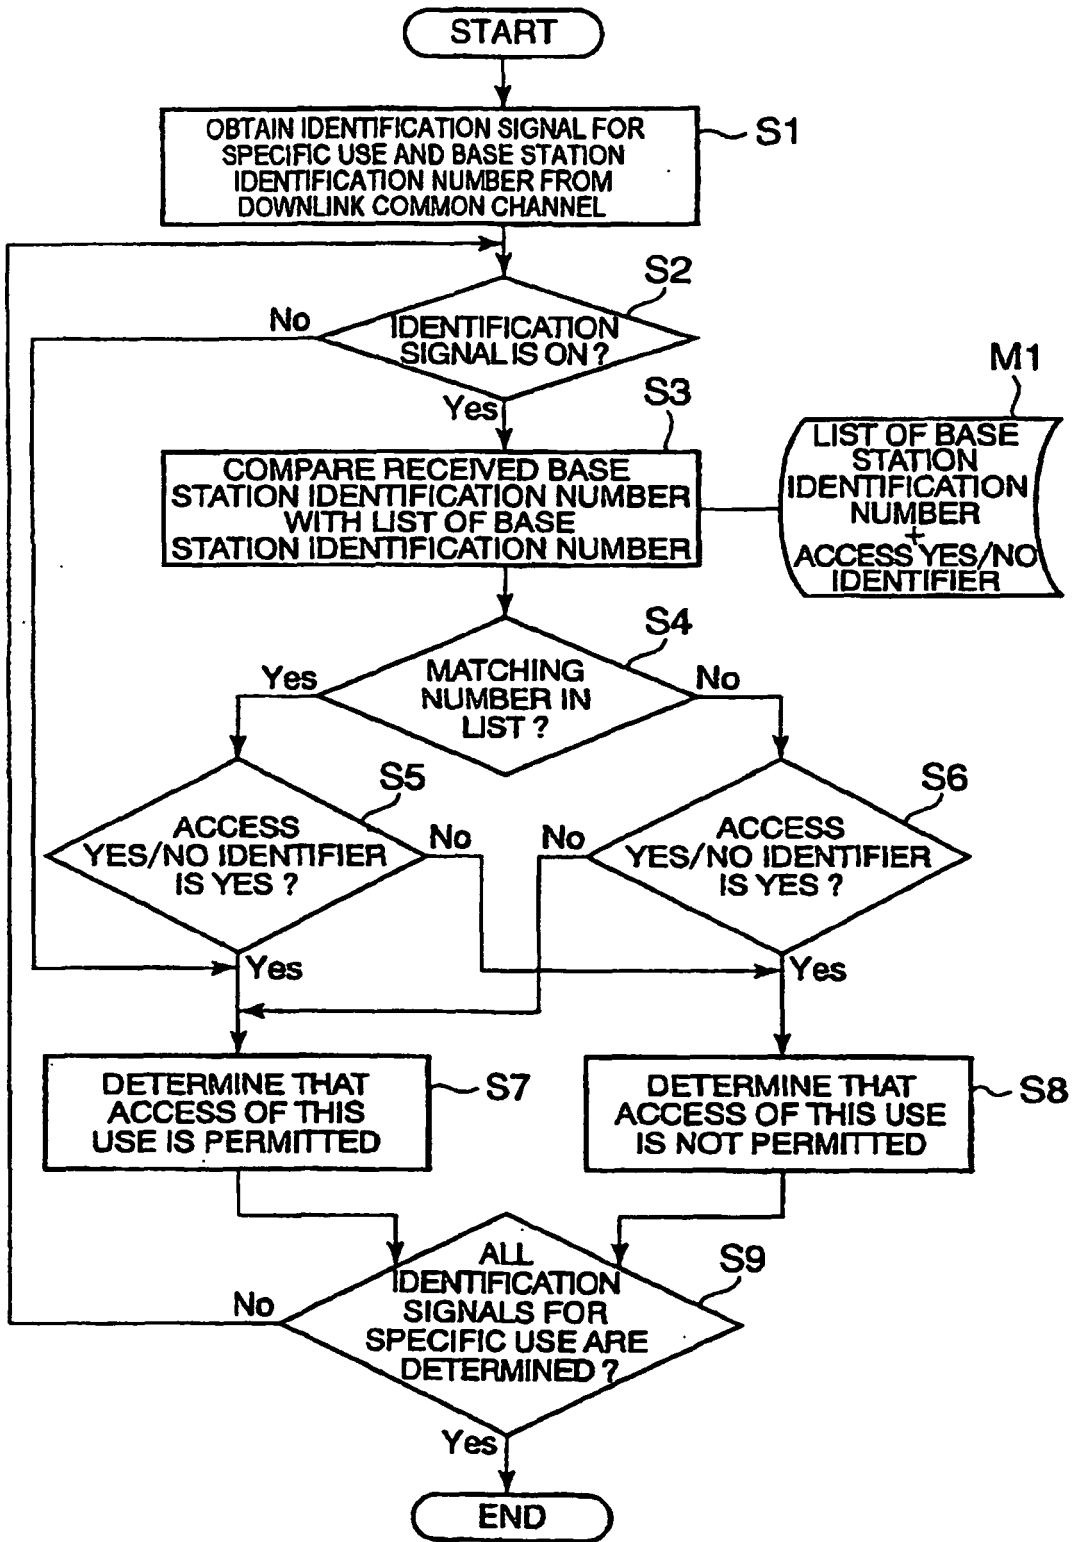 START
OBTAIN IDENTIFICATION SIGNAL FOR
SPECIFIC USE AND BASE STATION
IDENTIFICATION NUMBER FROM
DOWNLINK COMMON CHANNEL
S1
S2
No
IDENTIFICATION
SIGNAL IS ON ?
Yes
S3
COMPARE RECEIVED BASE
STATION IDENTIFICATION NUMBER
WITH LIST OF BASE
STATION IDENTIFICATION NUMBER
M1
LIST OF BASE
STATION
IDENTIFICATION
NUMBER
+
ACCESS YES/NO
IDENTIFIER
S4
Yes
MATCHING
NUMBER IN
LIST ?
No
S5
ACCESS
YES/NO IDENTIFIER
IS YES ?
No
Yes
S6
No
ACCESS
YES/NO IDENTIFIER
IS YES ?
Yes
DETERMINE THAT
ACCESS OF THIS
USE IS PERMITTED
S7
DETERMINE THAT
ACCESS OF THIS USE
IS NOT PERMITTED
S8
S9
No
ALL
IDENTIFICATION
SIGNALS FOR
SPECIFIC USE ARE
DETERMINED ?
Yes
END